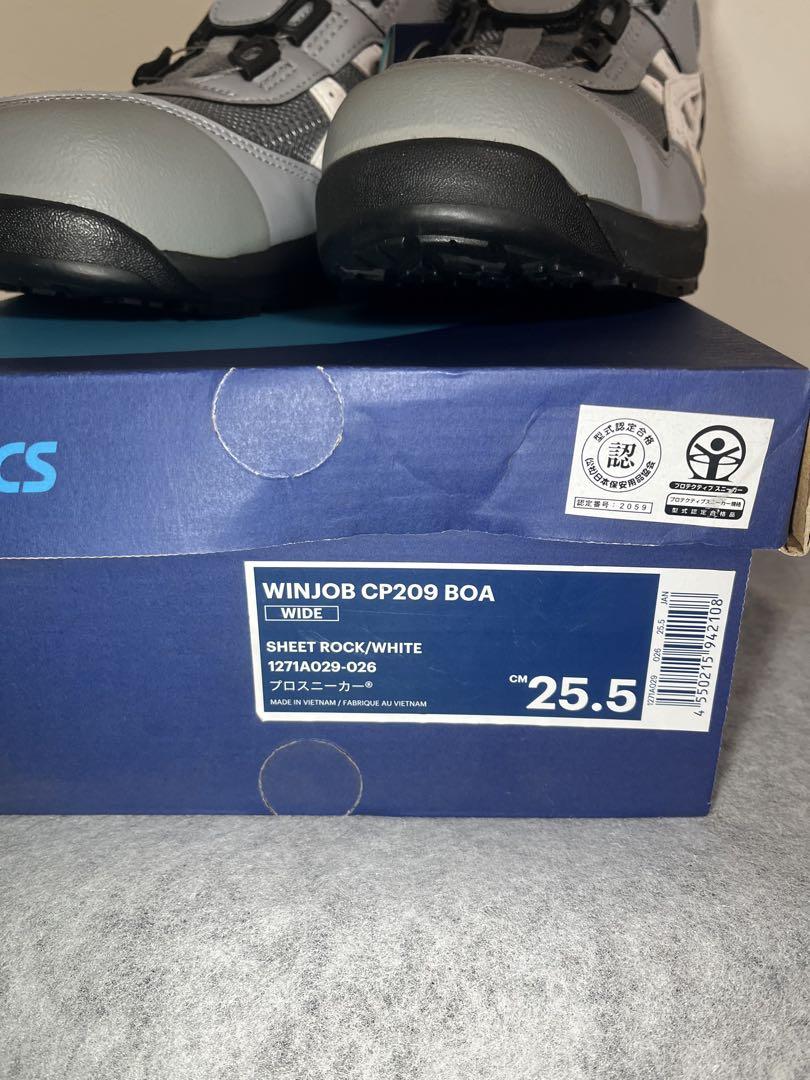 CS
型式認定合格
認
(公社)日本保安用品協会
認定番号:2059
プロテクティブスニーカー
プロテクティブスニーカー規格
型式認定合格品
WINJOB CP209 BOA
WIDE
SHEET ROCK/WHITE
1271A029-026
プロスニーカー®
MADE IN VIETNAM / FABRIQUE AU VIETNAM
CM 25.5
1271A029 026 25.5 JAN
4 550215 942108